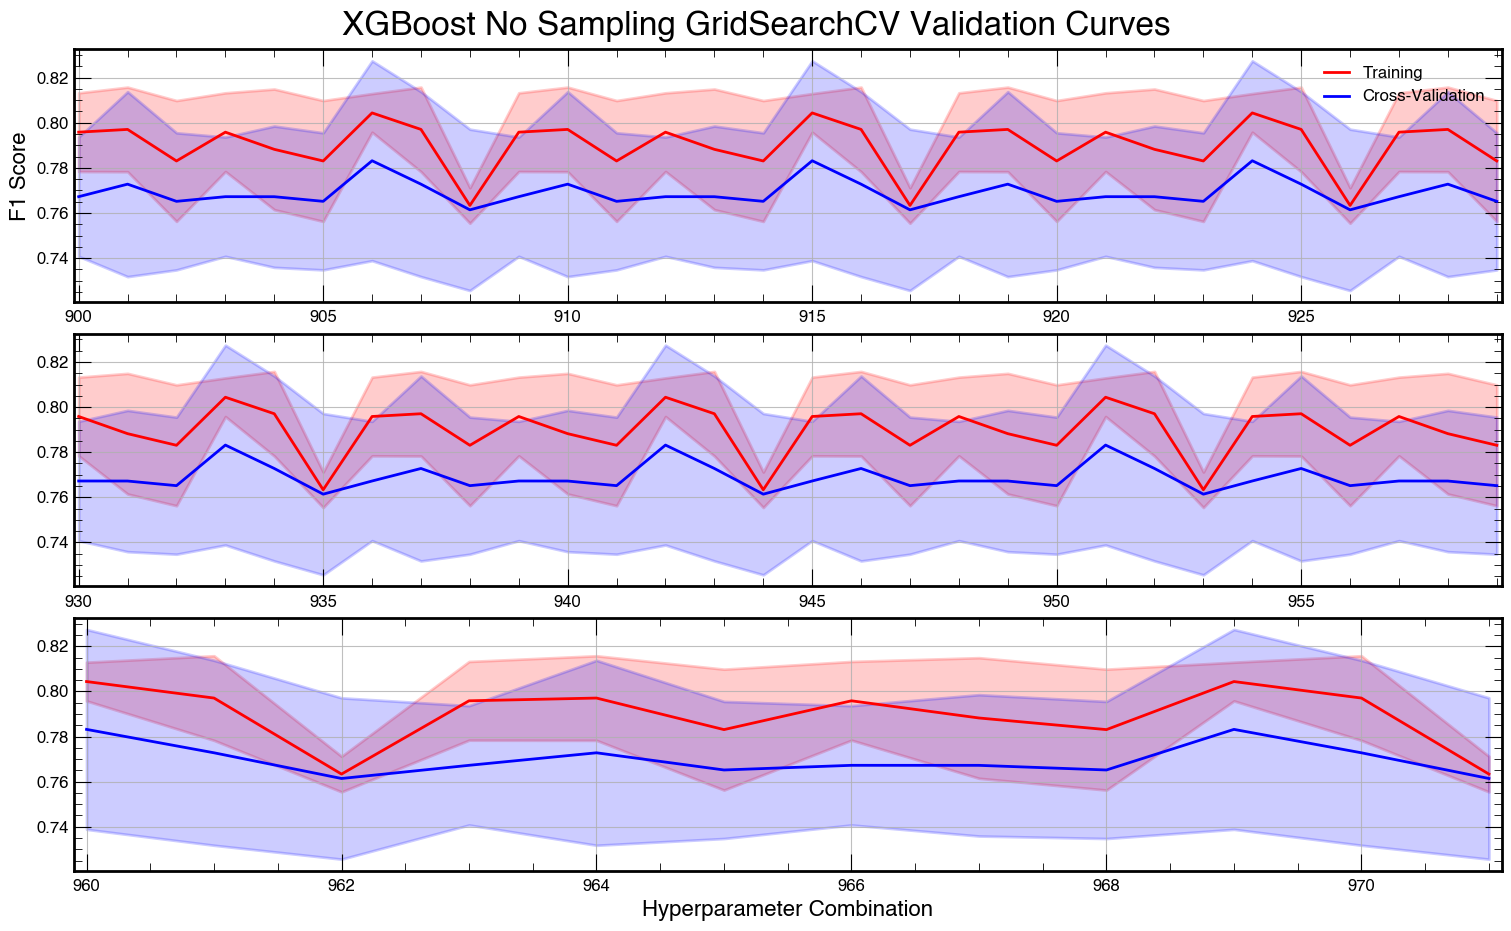 XGBoost No Sampling GridSearchCV Validation Curves
F1 Score
0.82
0.80
0.78
0.76
0.74
Training
Cross-Validation
900 905 910 915 920 925
0.82
0.80
0.78
0.76
0.74
930 935 940 945 950 955
0.82
0.80
0.78
0.76
0.74
960 962 964 966 968 970
Hyperparameter Combination